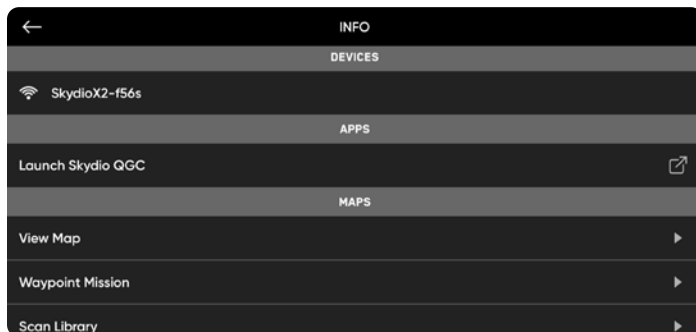 INFO
DEVICES
SkydioX2-f56s
APPS
Launch Skydio QGC
MAPS
View Map
Waypoint Mission
Scan Library